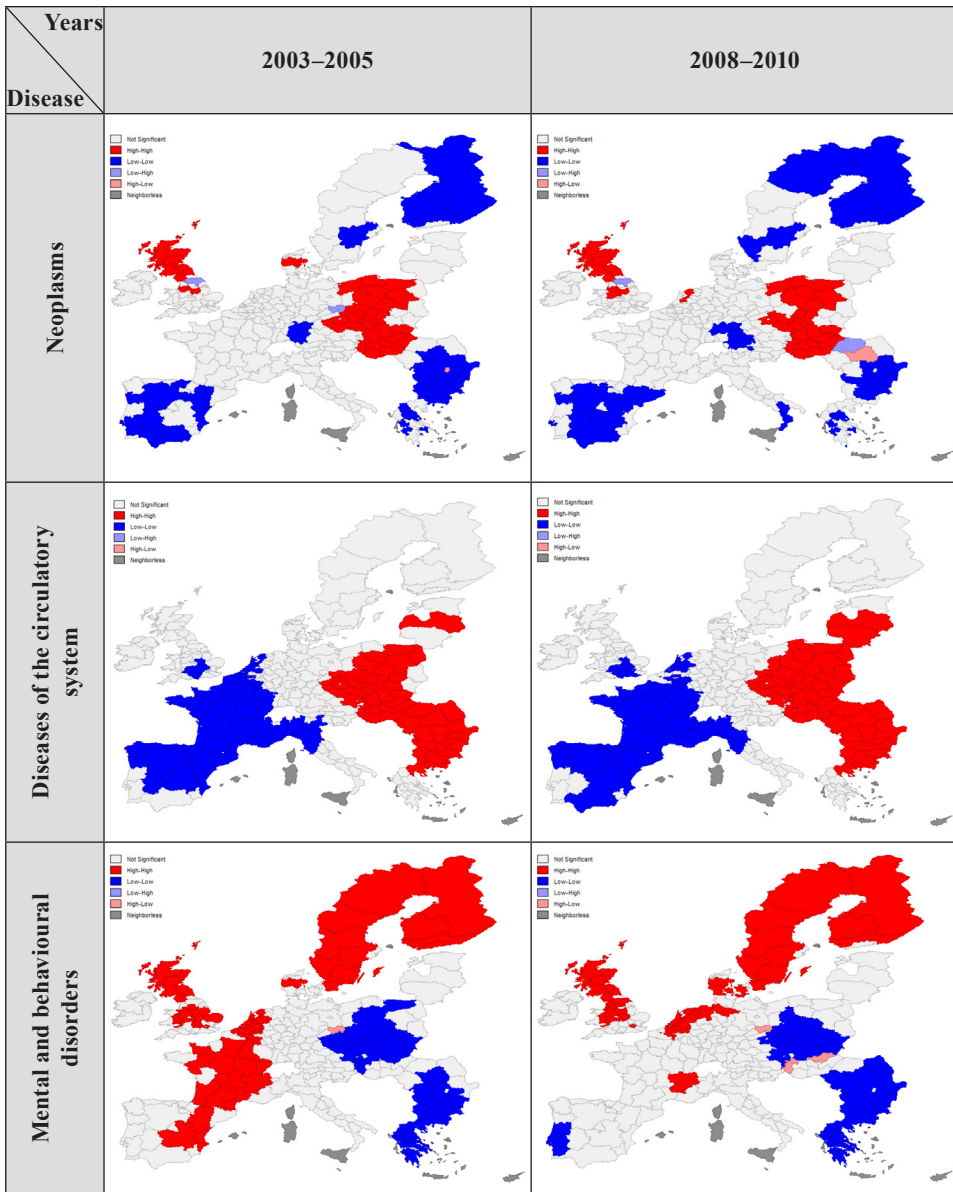 Years
Disease
2003–2005
2008–2010
Neoplasms
Not Significant
High-High
Low-Low
Low-High
High-Low
Neighborless
Not Significant
High-High
Low-Low
Low-High
High-Low
Neighborless
Diseases of the circulatory
system
Not Significant
High-High
Low-Low
Low-High
High-Low
Neighborless
Not Significant
High-High
Low-Low
Low-High
High-Low
Neighborless
Mental and behavioural
disorders
Not Significant
High-High
Low-Low
Low-High
High-Low
Neighborless
Not Significant
High-High
Low-Low
Low-High
High-Low
Neighborless